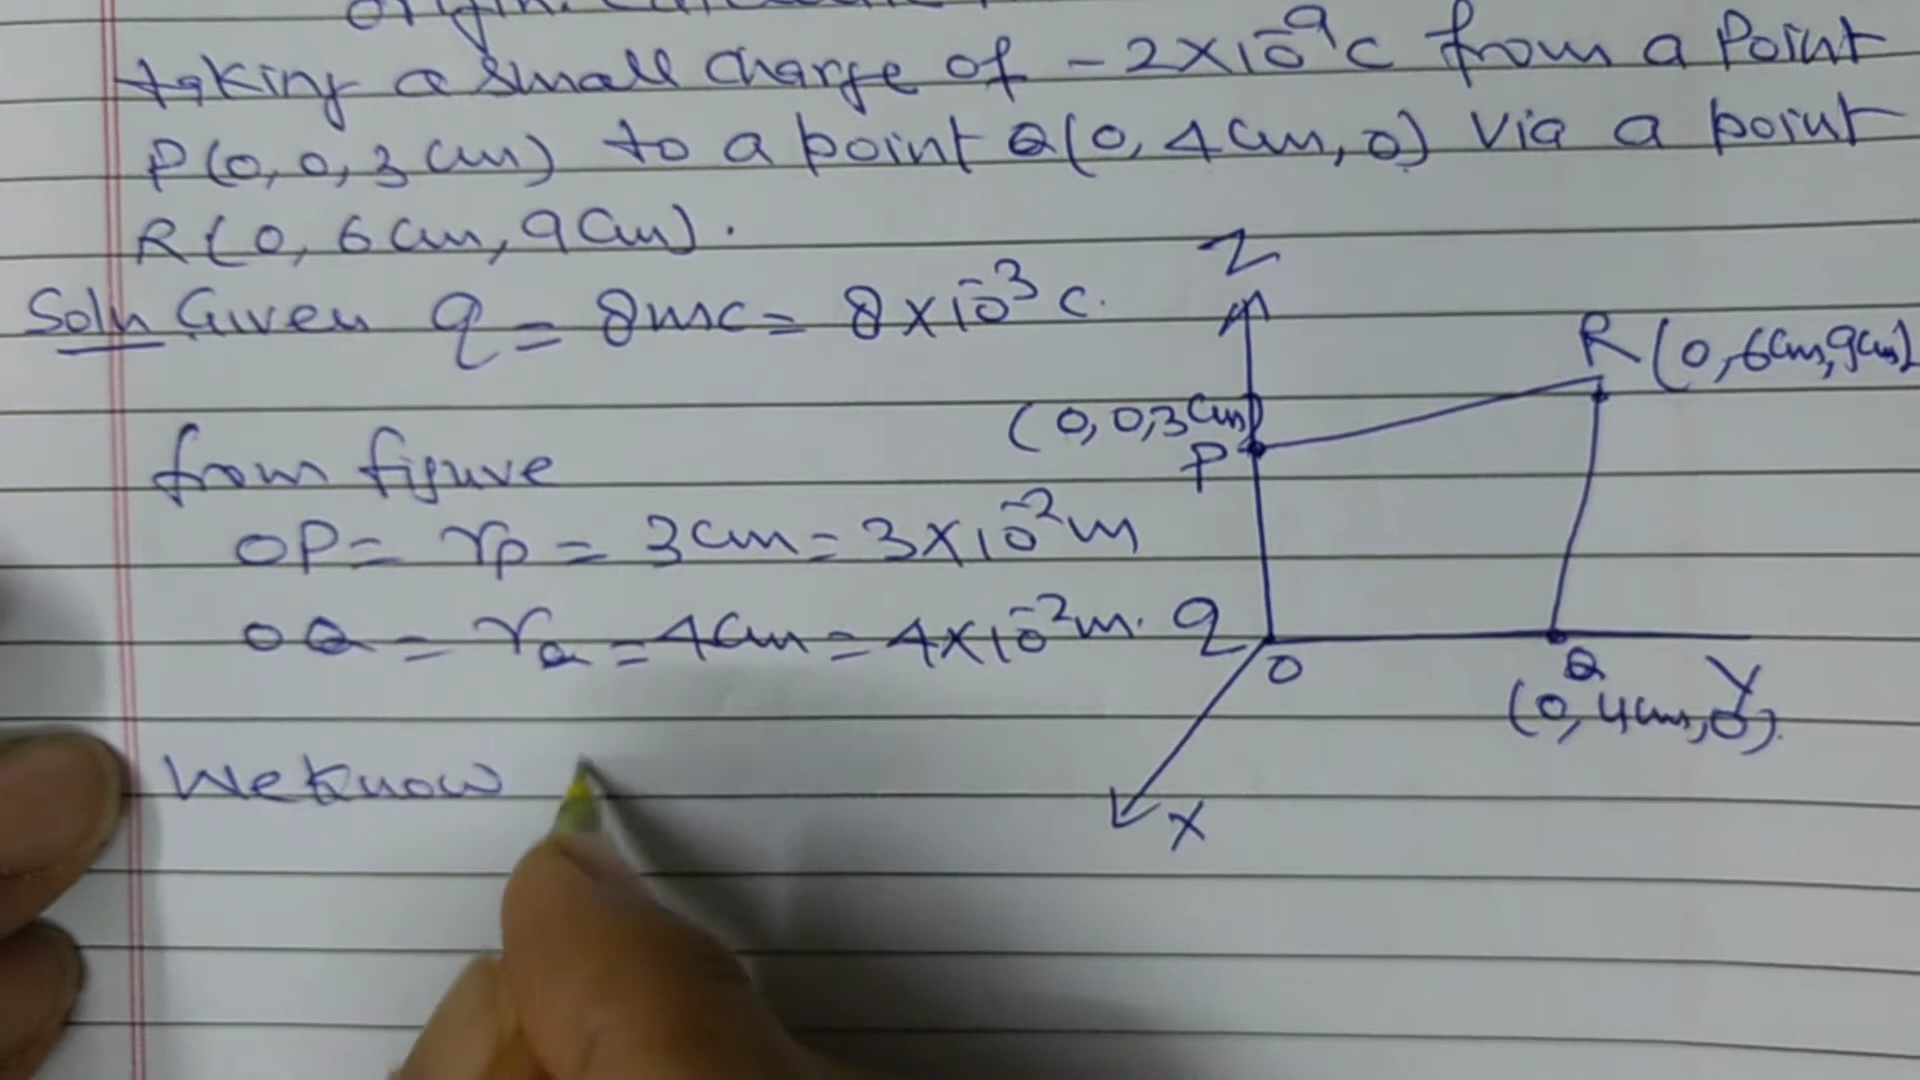 origin. Calculate
taking a small charge of -2×10⁻⁹C from a Point
P(0,0,3cm) to a point Q(0,4cm,0) via a point
R(0,6cm,9cm).
Soln Given q = 8mC = 8×10⁻³C.
from figure
OP = rp = 3cm = 3×10⁻²m
OQ = rQ = 4cm = 4×10⁻²m.
We know
Z
R(0,6cm,9cm)
(0,0,3cm)
P
q
O
Q
Y
(0,4cm,0)
X